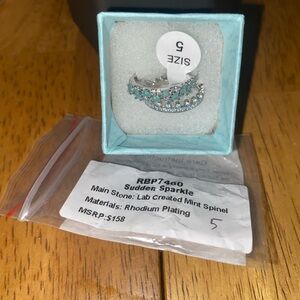 SIZE
5
RBP7460
Sudden Sparkle
Main Stone: Lab Created Mint Spinel
Materials: Rhodium Plating
MSRP:$158
5